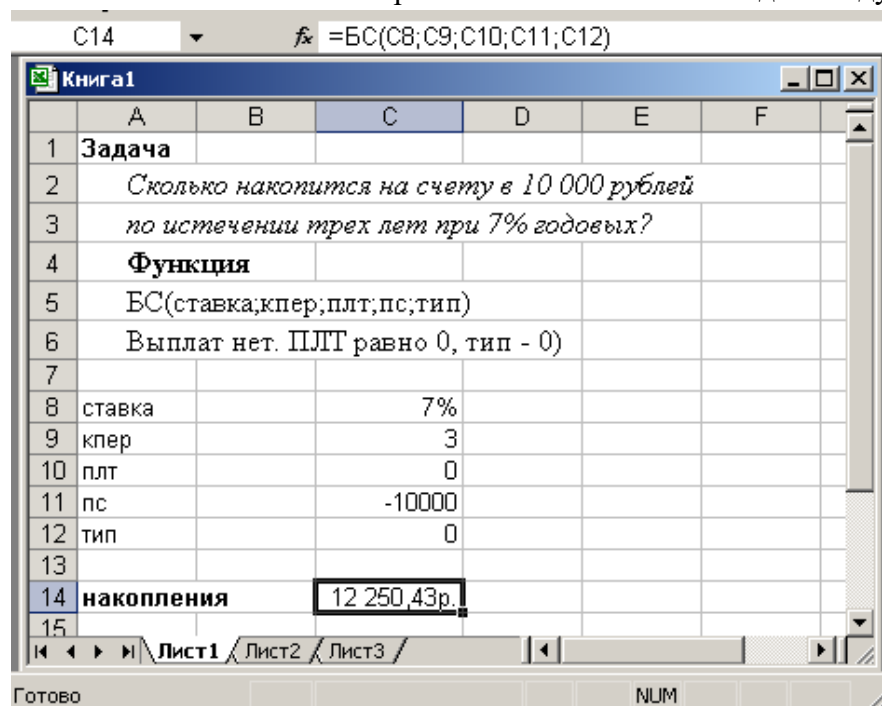 C14 fx =БС(C8;C9;C10;C11;C12)
Книга1
A B C D E F
1 Задача
2 Сколько накопится на счету в 10 000 рублей
3 по истечении трех лет при 7% годовых?
4 Функция
5 БС(ставка;кпер;плт;пс;тип)
6 Выплат нет. ПЛТ равно 0, тип - 0)
7
8 ставка 7%
9 кпер 3
10 плт 0
11 пс -10000
12 тип 0
13
14 накопления 12 250,43р.
15
Лист1 Лист2 Лист3
Готово NUM